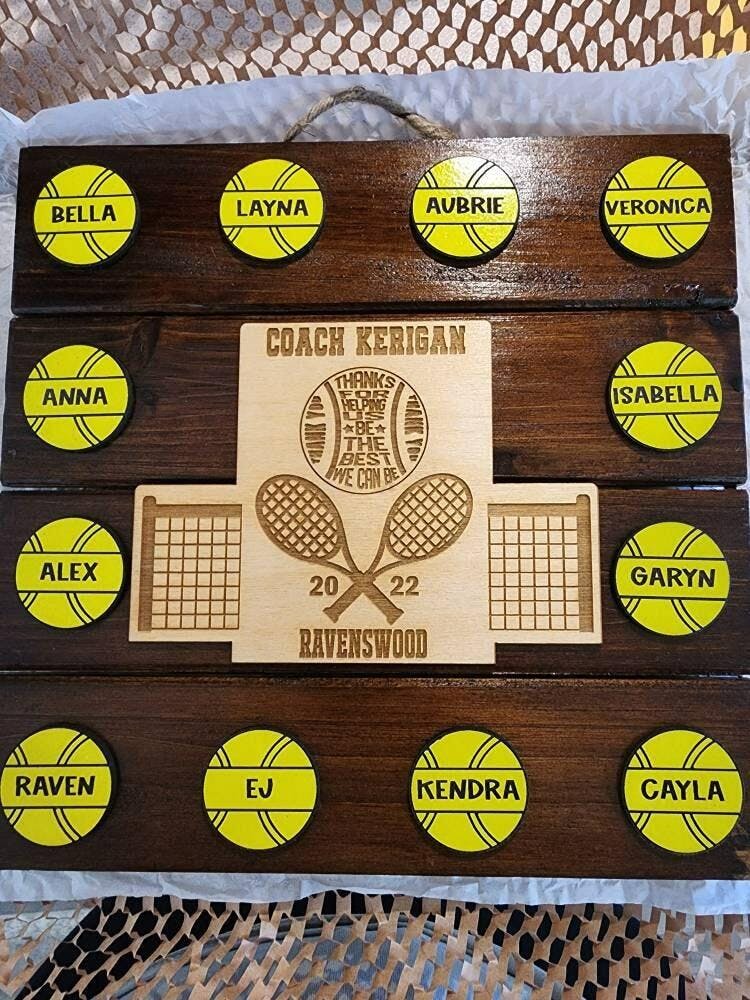 BELLA
LAYNA
AUBRIE
VERONICA
ANNA
COACH KERIGAN
THANK YOU
THANKS
FOR
HELPING
US
★BE★
THE
BEST
WE CAN BE
THANK YOU
ISABELLA
ALEX
20 22
RAVENSWOOD
GARYN
RAVEN
EJ
KENDRA
CAYLA